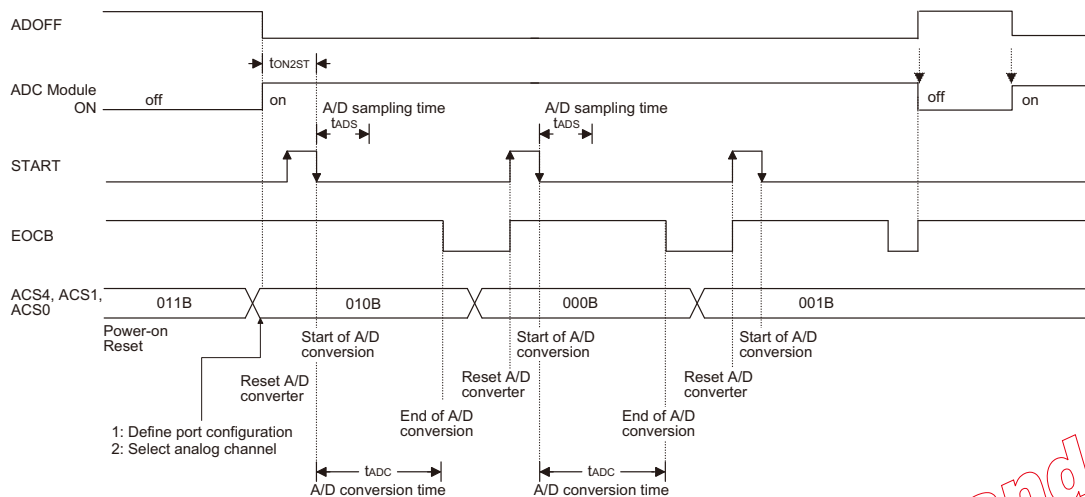 ADOFF
tON2ST
ADC Module
ON
off
on
off
on
A/D sampling time
tADS
A/D sampling time
tADS
START
EOCB
ACS4, ACS1,
ACS0
011B
010B
000B
001B
Power-on
Reset
Start of A/D
conversion
Start of A/D
conversion
Start of A/D
conversion
Reset A/D
converter
Reset A/D
converter
Reset A/D
converter
End of A/D
conversion
End of A/D
conversion
1: Define port configuration
2: Select analog channel
tADC
A/D conversion time
tADC
A/D conversion time
and